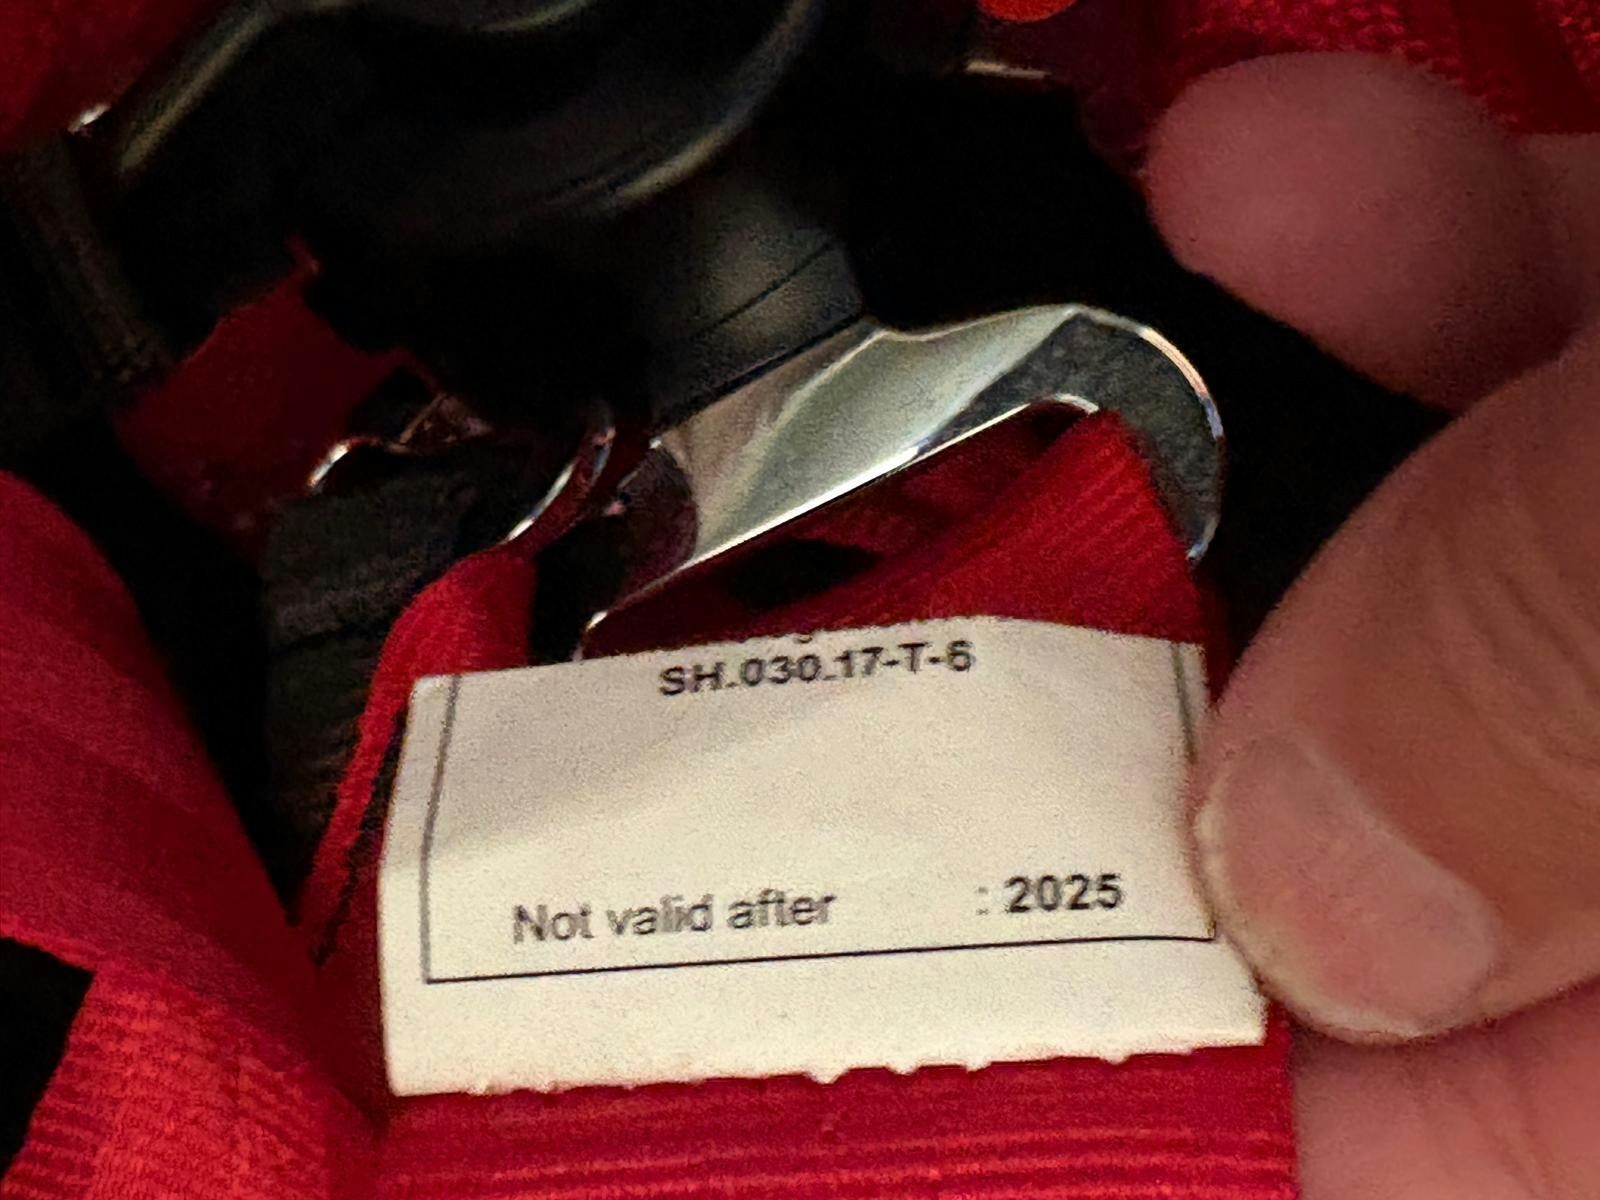 SH.030.17-T-6
Not valid after : 2025